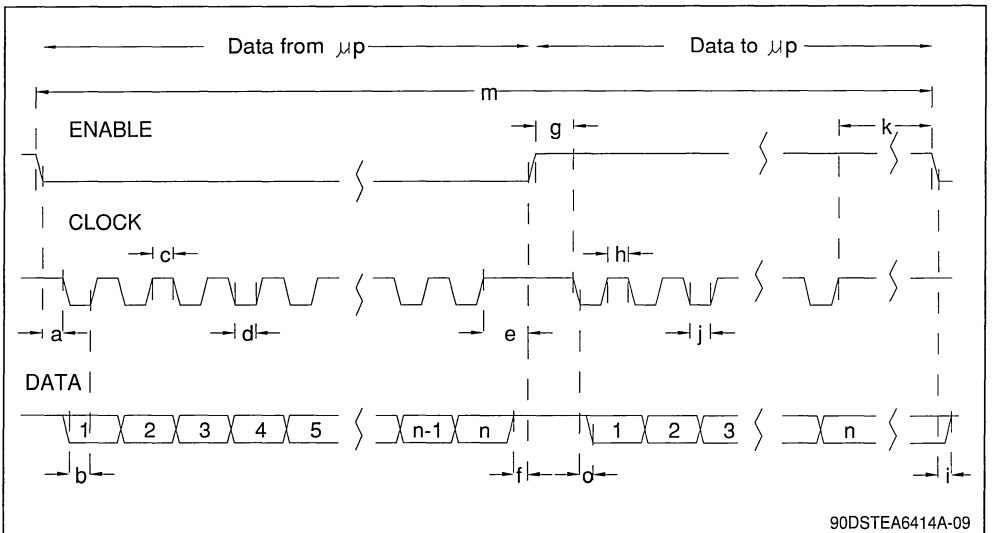 Data from μp
Data to μp
m
ENABLE
g
k
CLOCK
c
h
a
d
e
j
DATA
1 2 3 4 5 n-1 n 1 2 3 n
b
f
o
i
90DSTEA6414A-09